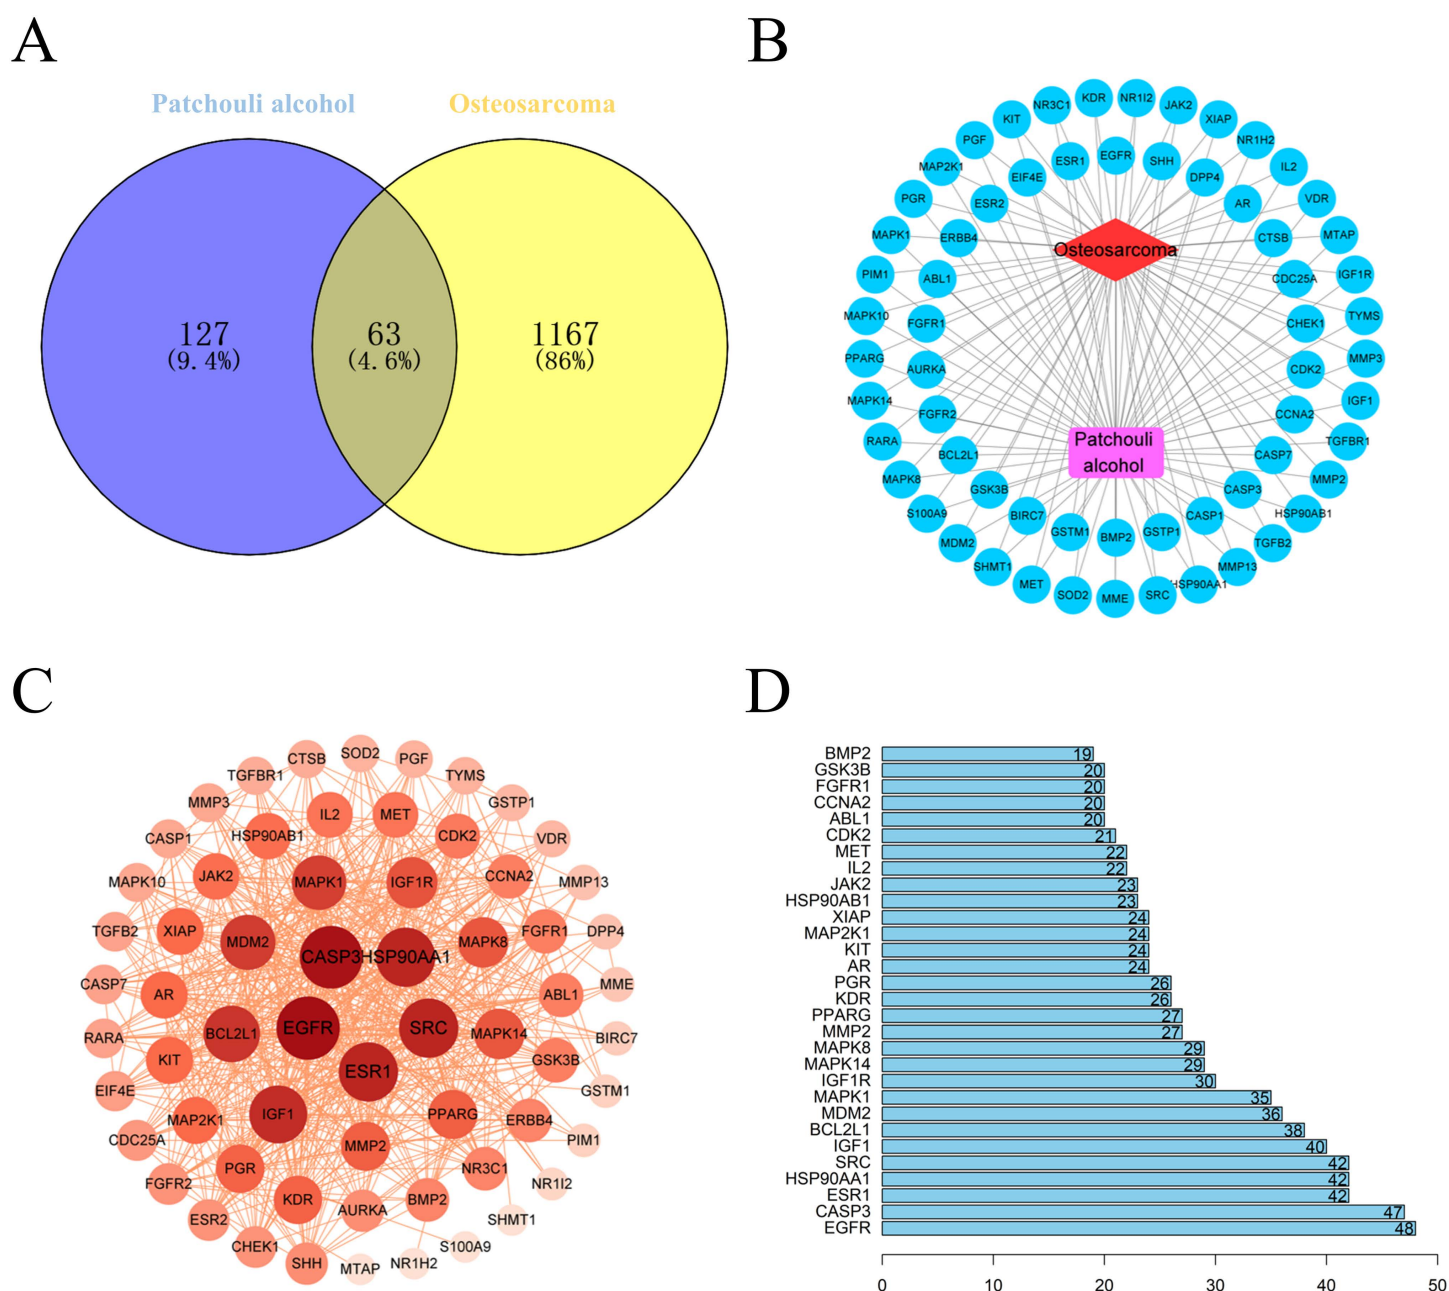 A
Patchouli alcohol
Osteosarcoma
127
(9.4%)
63
(4.6%)
1167
(86%)
B
KDR
NR1I2
NR3C1
JAK2
KIT
XIAP
PGF
NR1H2
EGFR
ESR1
SHH
MAP2K1
IL2
EIF4E
DPP4
PGR
ESR2
AR
VDR
MAPK1
ERBB4
CTSB
MTAP
Osteosarcoma
PIM1
ABL1
CDC25A
IGF1R
MAPK10
FGFR1
CHEK1
TYMS
PPARG
AURKA
CDK2
MMP3
MAPK14
FGFR2
CCNA2
IGF1
RARA
Patchouli
alcohol
TGFBR1
BCL2L1
CASP7
MAPK8
GSK3B
CASP3
MMP2
S100A9
BIRC7
CASP1
HSP90AB1
GSTM1
BMP2
GSTP1
MDM2
TGFB2
SHMT1
MMP13
MET
SOD2
MME
SRC
HSP90AA1
C
SOD2
CTSB
PGF
TGFBR1
TYMS
MMP3
GSTP1
IL2
MET
CASP1
HSP90AB1
CDK2
VDR
MAPK10
JAK2
MAPK1
IGF1R
CCNA2
MMP13
TGFB2
XIAP
MDM2
CASP3
HSP90AA1
MAPK8
FGFR1
DPP4
CASP7
AR
ABL1
MME
RARA
BCL2L1
EGFR
SRC
MAPK14
BIRC7
KIT
ESR1
GSK3B
EIF4E
GSTM1
MAP2K1
IGF1
PPARG
ERBB4
CDC25A
MMP2
PIM1
PGR
NR3C1
FGFR2
KDR
BMP2
NR1I2
ESR2
AURKA
SHMT1
CHEK1
S100A9
SHH
MTAP
NR1H2
D
BMP2 19
GSK3B 20
FGFR1 20
CCNA2 20
ABL1 20
CDK2 21
MET 22
IL2 22
JAK2 23
HSP90AB1 23
XIAP 24
MAP2K1 24
KIT 24
AR 24
PGR 26
KDR 26
PPARG 27
MMP2 27
MAPK8 29
MAPK14 29
IGF1R 30
MAPK1 35
MDM2 36
BCL2L1 38
IGF1 40
SRC 42
HSP90AA1 42
ESR1 42
CASP3 47
EGFR 48
0 10 20 30 40 50